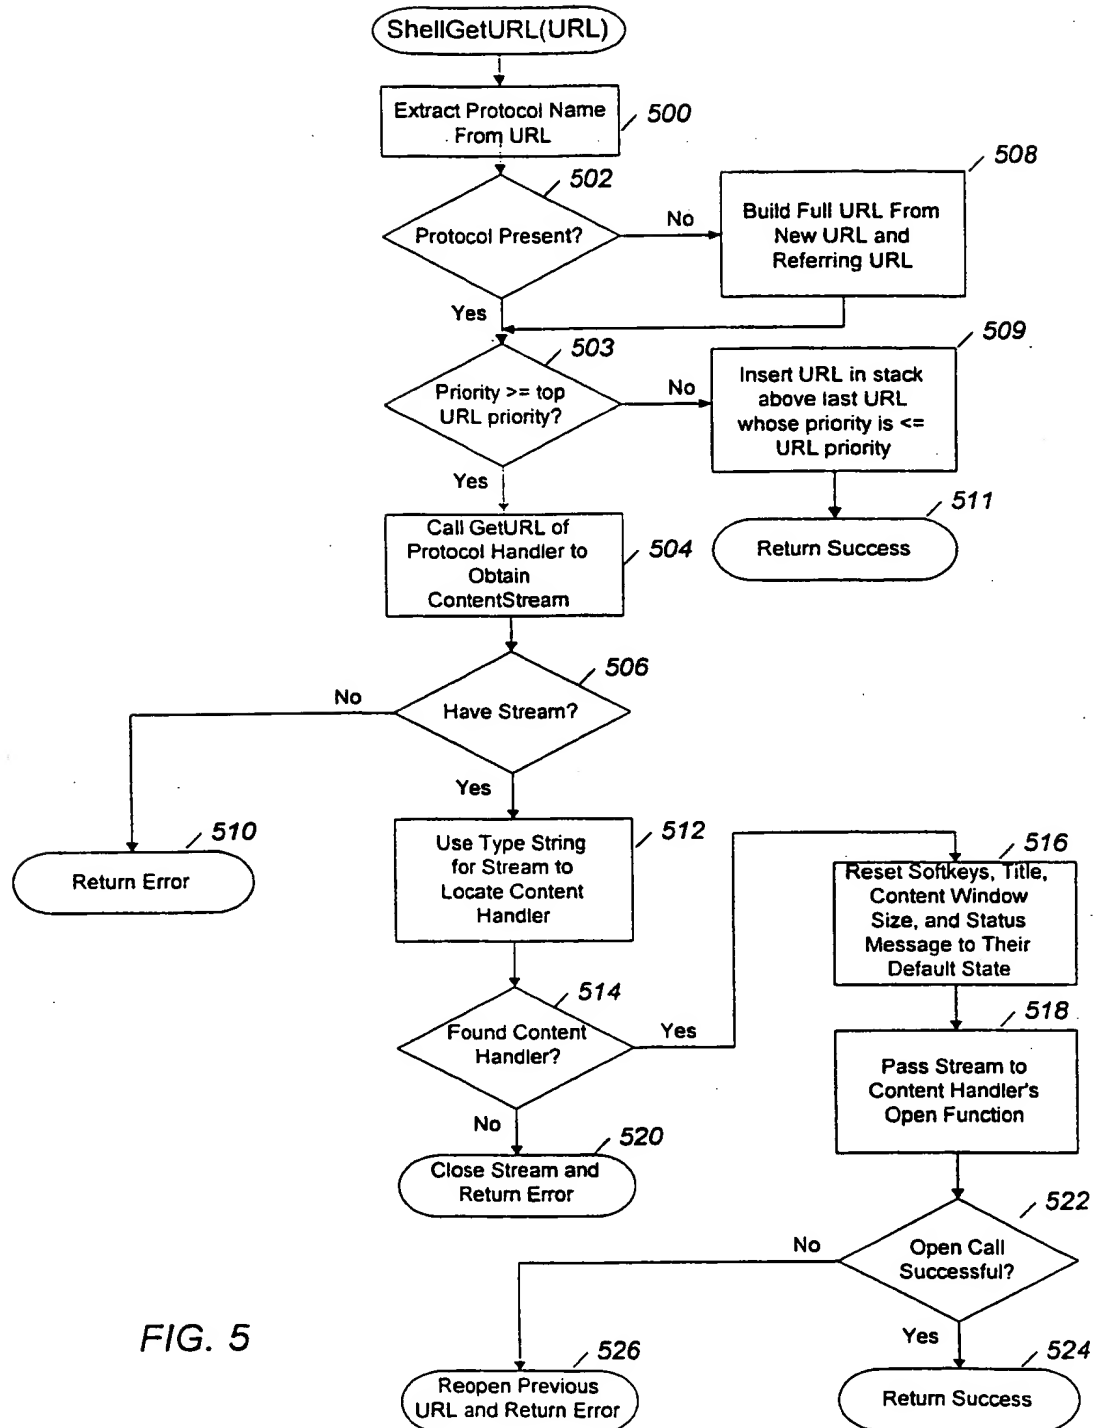 ShellGetURL(URL)
Extract Protocol Name
From URL
500
502
Protocol Present?
No
508
Build Full URL From
New URL and
Referring URL
Yes
503
Priority >= top
URL priority?
No
509
Insert URL in stack
above last URL
whose priority is <=
URL priority
Yes
511
Return Success
Call GetURL of
Protocol Handler to
Obtain
ContentStream
504
506
Have Stream?
No
Yes
510
Return Error
Use Type String
for Stream to
Locate Content
Handler
512
514
Found Content
Handler?
Yes
516
Reset Softkeys, Title,
Content Window
Size, and Status
Message to Their
Default State
518
Pass Stream to
Content Handler's
Open Function
No
520
Close Stream and
Return Error
522
Open Call
Successful?
No
Yes
526
Reopen Previous
URL and Return Error
524
Return Success
FIG. 5